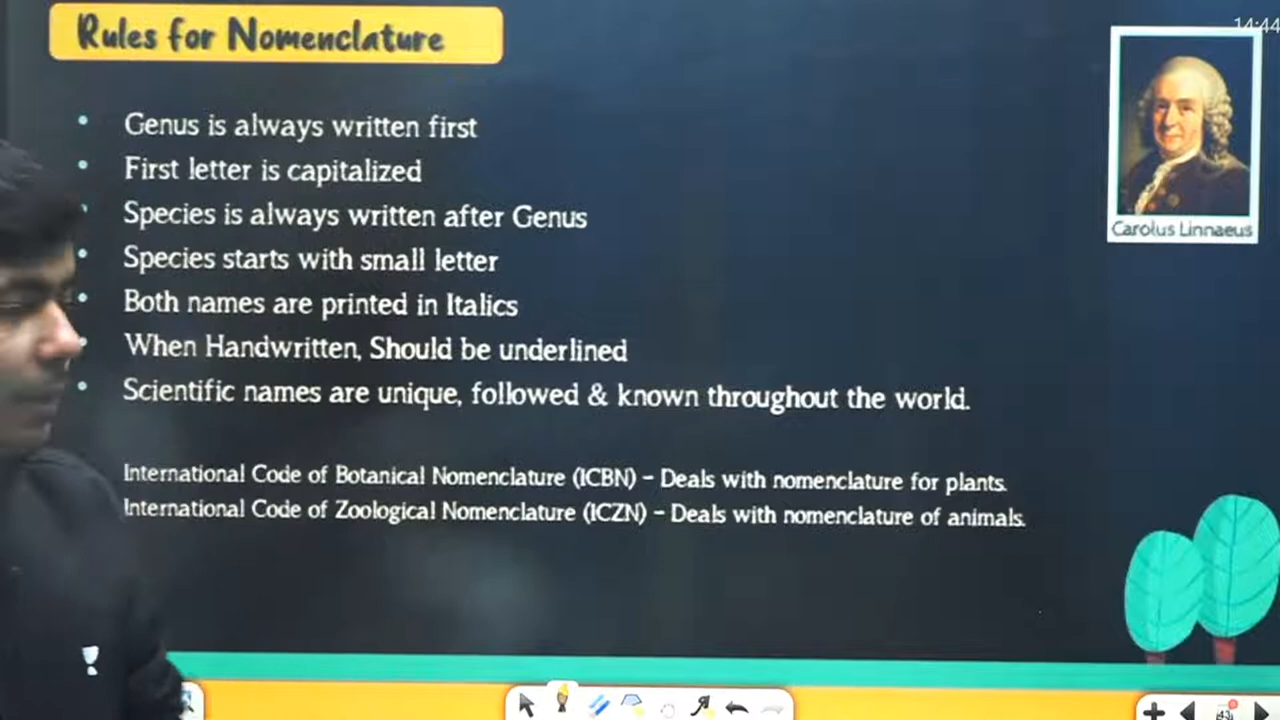 14:44
Rules for Nomenclature
Genus is always written first
First letter is capitalized
Species is always written after Genus
Species starts with small letter
Both names are printed in Italics
When Handwritten, Should be underlined
Scientific names are unique, followed & known throughout the world.
International Code of Botanical Nomenclature (ICBN) – Deals with nomenclature for plants.
International Code of Zoological Nomenclature (ICZN) – Deals with nomenclature of animals.
Carolus Linnaeus